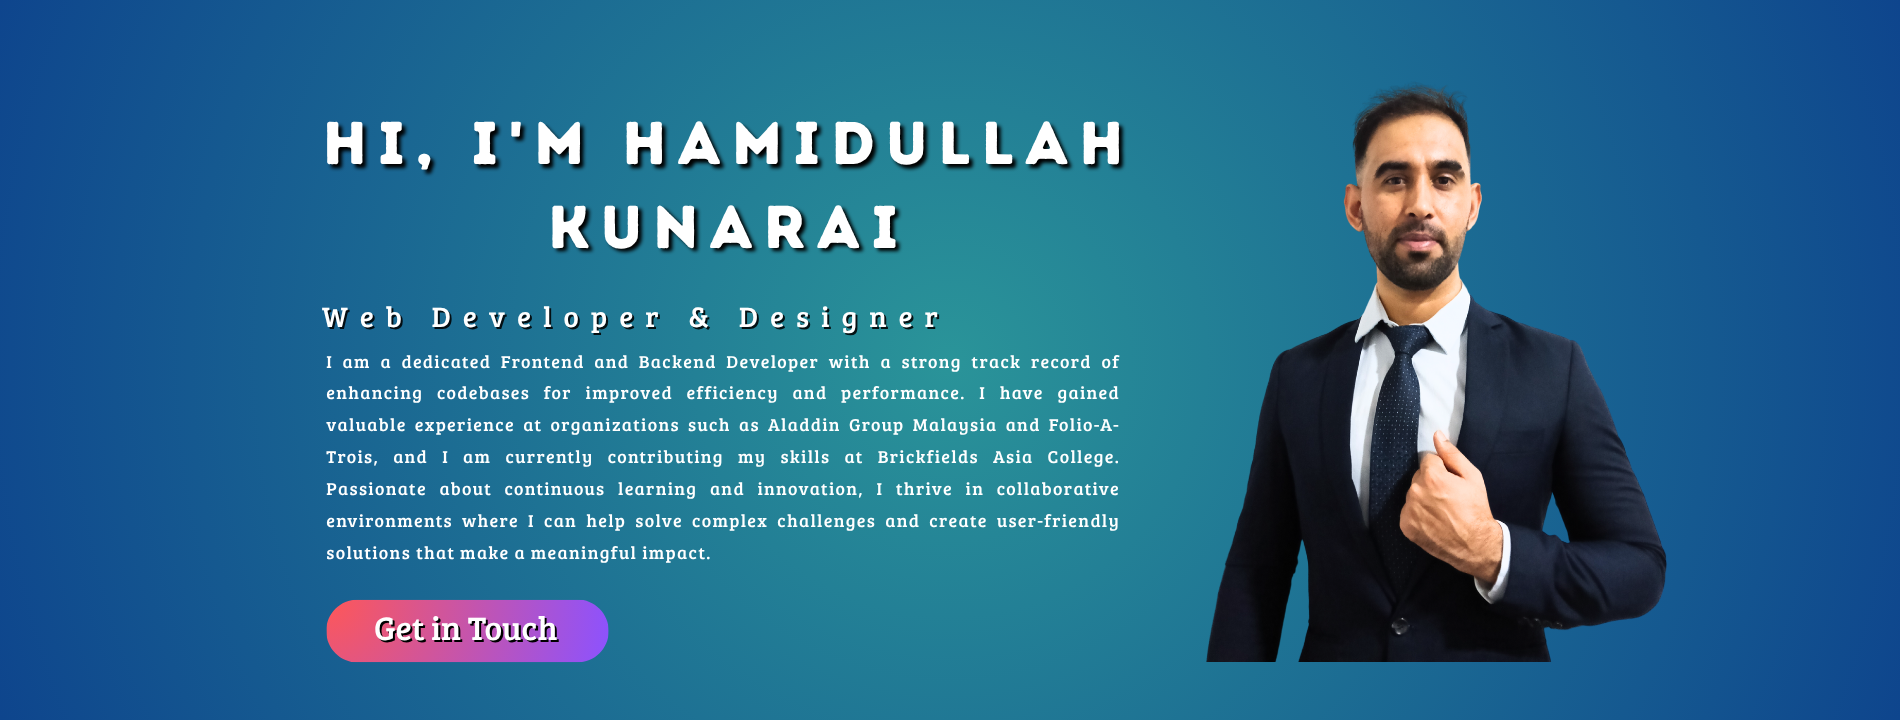 HI, I'M HAMIDULLAH
KUNARAI
Web Developer & Designer
I am a dedicated Frontend and Backend Developer with a strong track record of
enhancing codebases for improved efficiency and performance. I have gained
valuable experience at organizations such as Aladdin Group Malaysia and Folio-A-
Trois, and I am currently contributing my skills at Brickfields Asia College.
Passionate about continuous learning and innovation, I thrive in collaborative
environments where I can help solve complex challenges and create user-friendly
solutions that make a meaningful impact.
Get in Touch